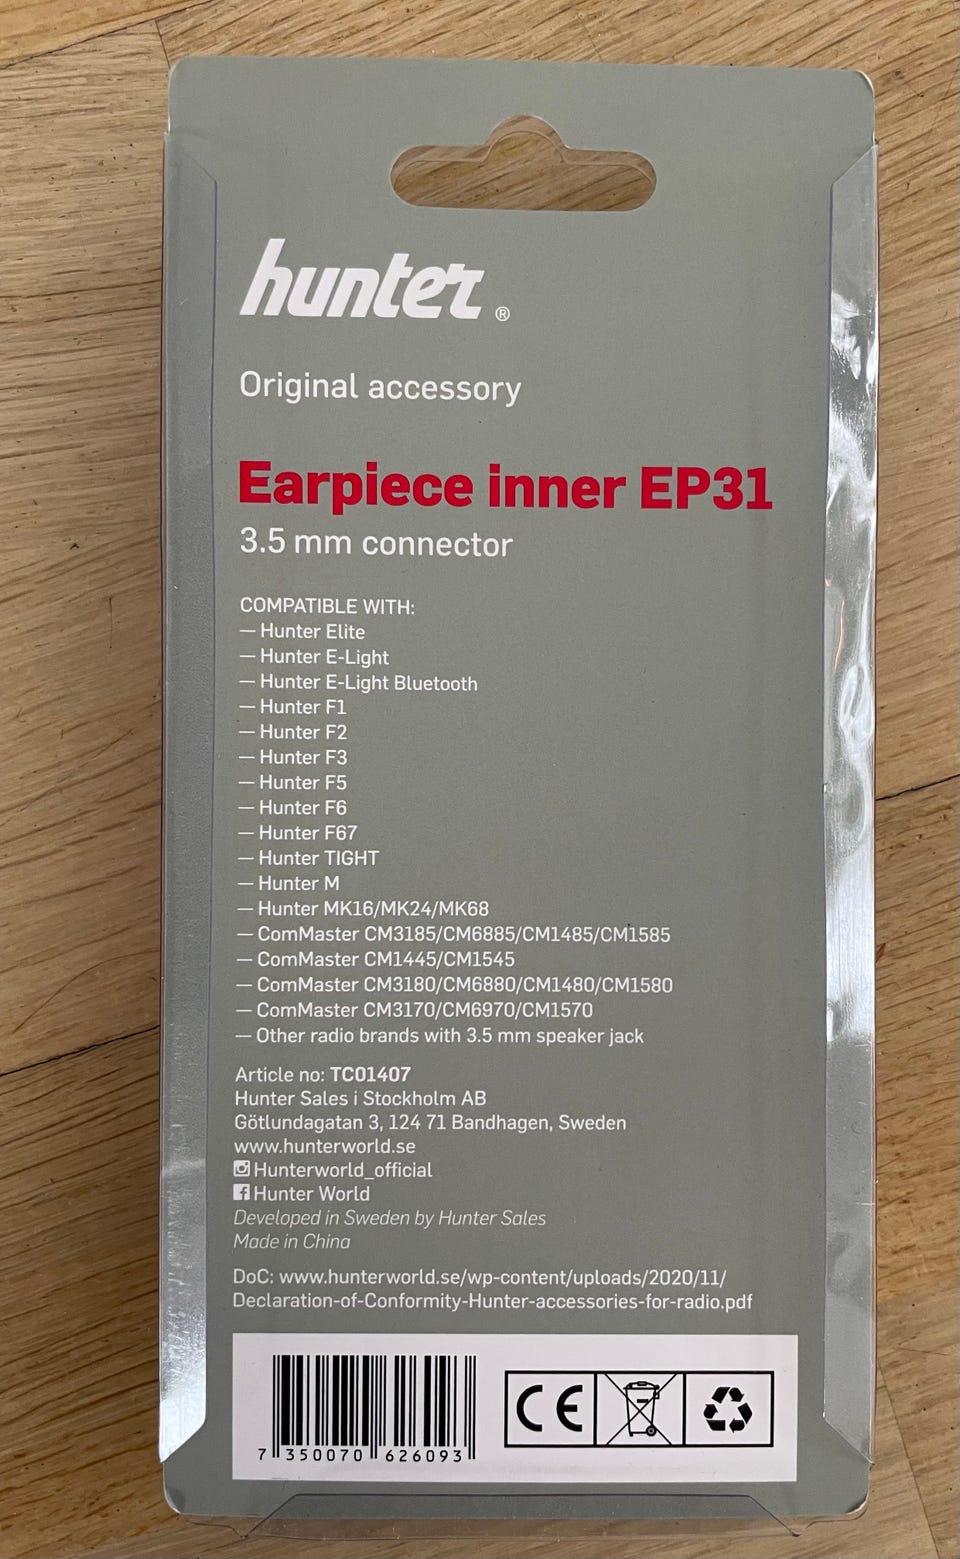 hunter®
Original accessory
Earpiece inner EP31
3.5 mm connector
COMPATIBLE WITH:
— Hunter Elite
— Hunter E-Light
— Hunter E-Light Bluetooth
— Hunter F1
— Hunter F2
— Hunter F3
— Hunter F5
— Hunter F6
— Hunter F67
— Hunter TIGHT
— Hunter M
— Hunter MK16/MK24/MK68
— ComMaster CM3185/CM6885/CM1485/CM1585
— ComMaster CM1445/CM1545
— ComMaster CM3180/CM6880/CM1480/CM1580
— ComMaster CM3170/CM6970/CM1570
— Other radio brands with 3.5 mm speaker jack
Article no: TC01407
Hunter Sales i Stockholm AB
Götlundagatan 3, 124 71 Bandhagen, Sweden
www.hunterworld.se
Hunterworld_official
Hunter World
Developed in Sweden by Hunter Sales
Made in China
DoC: www.hunterworld.se/wp-content/uploads/2020/11/
Declaration-of-Conformity-Hunter-accessories-for-radio.pdf
7 350070 626093
CE